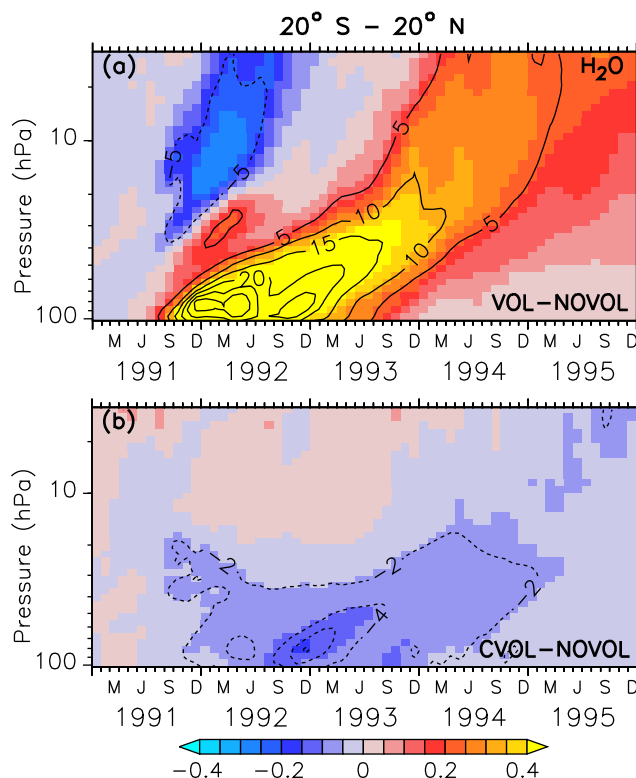 20° S – 20° N
(a)
H₂O
−5
5
5
10
15
20
5
10
5
10
100
Pressure (hPa)
VOL−NOVOL
M J S D M J S D M J S D M J S D M J S D
1991 1992 1993 1994 1995
(b)
−2
−2
−4
−2
10
100
Pressure (hPa)
CVOL−NOVOL
M J S D M J S D M J S D M J S D M J S D
1991 1992 1993 1994 1995
−0.4 −0.2 0 0.2 0.4